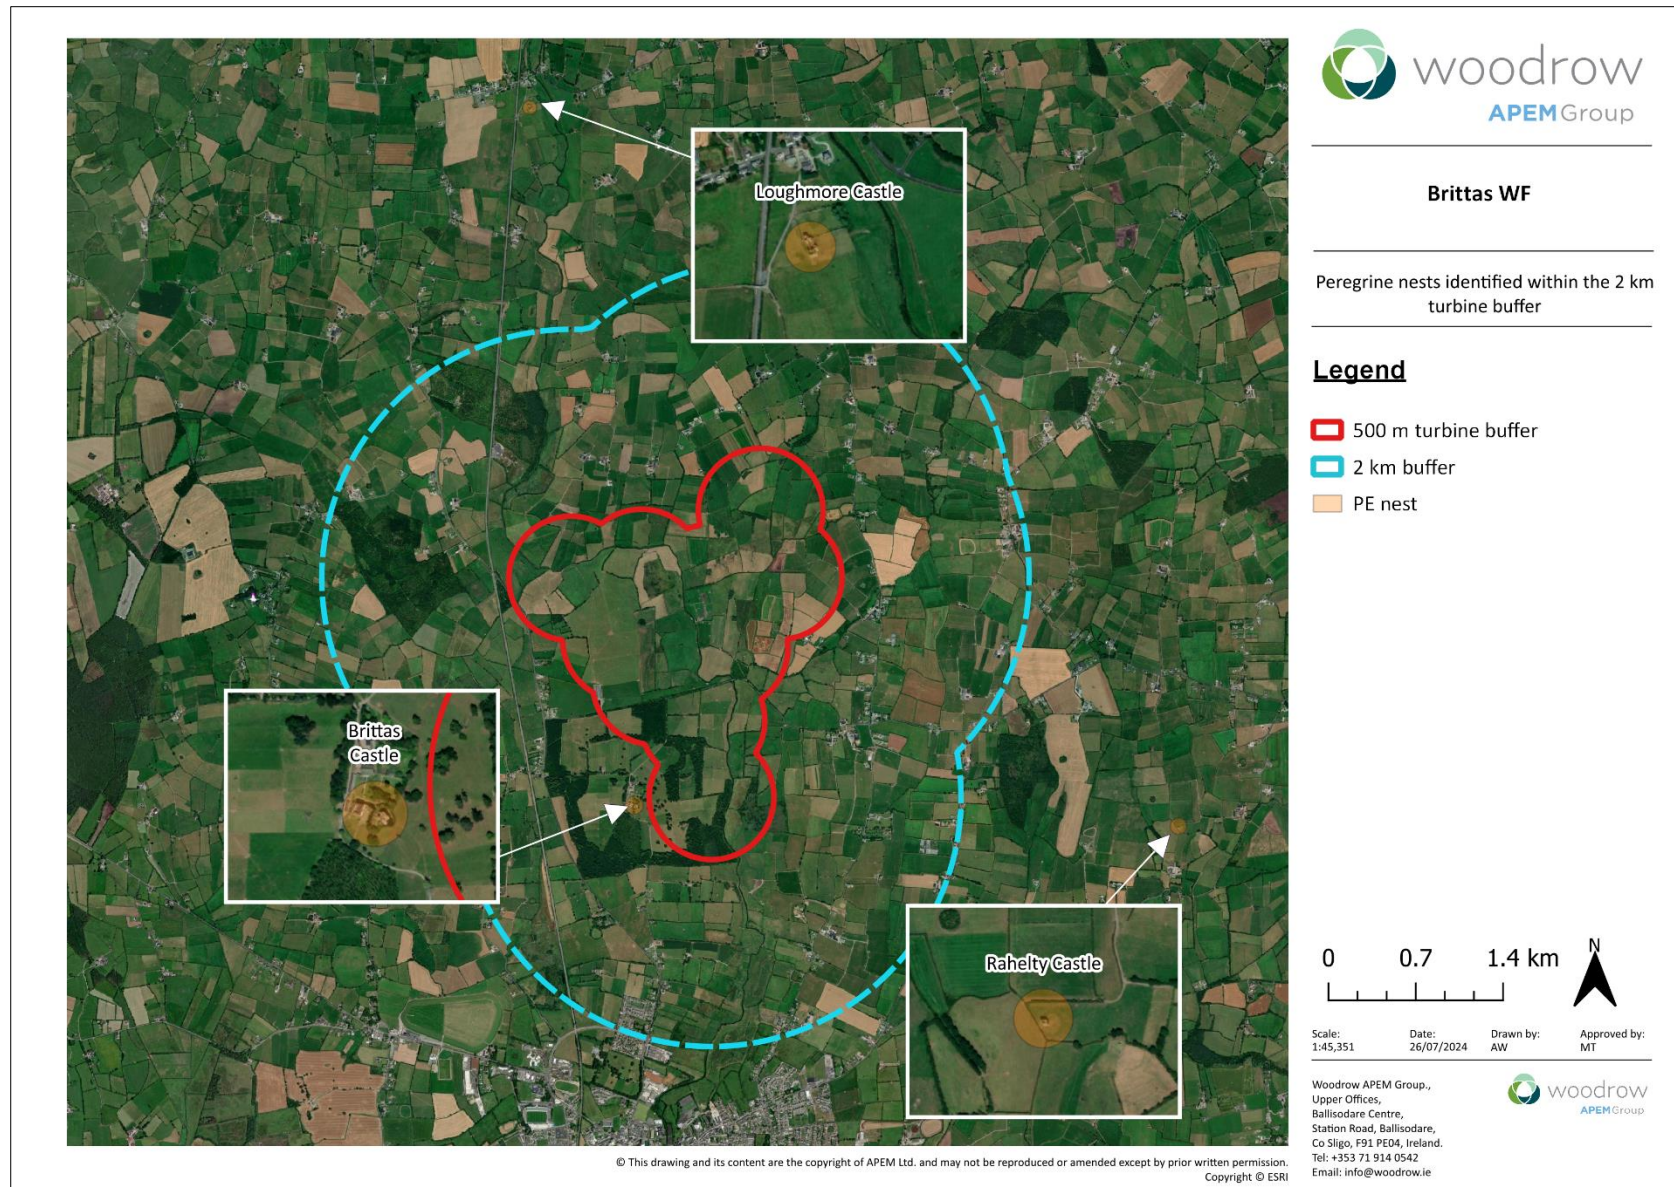 woodrow
APEM Group
Brittas WF
Peregrine nests identified within the 2 km
turbine buffer
Legend
500 m turbine buffer
2 km buffer
PE nest
Loughmore Castle
Brittas
Castle
Rahelty Castle
0 0.7 1.4 km
N
Scale:
1:45,351
Date:
26/07/2024
Drawn by:
AW
Approved by:
MT
Woodrow APEM Group.,
Upper Offices,
Ballisodare Centre,
Station Road, Ballisodare,
Co Sligo, F91 PE04, Ireland.
Tel: +353 71 914 0542
Email: info@woodrow.ie
woodrow
APEM Group
© This drawing and its content are the copyright of APEM Ltd. and may not be reproduced or amended except by prior written permission.
Copyright © ESRI